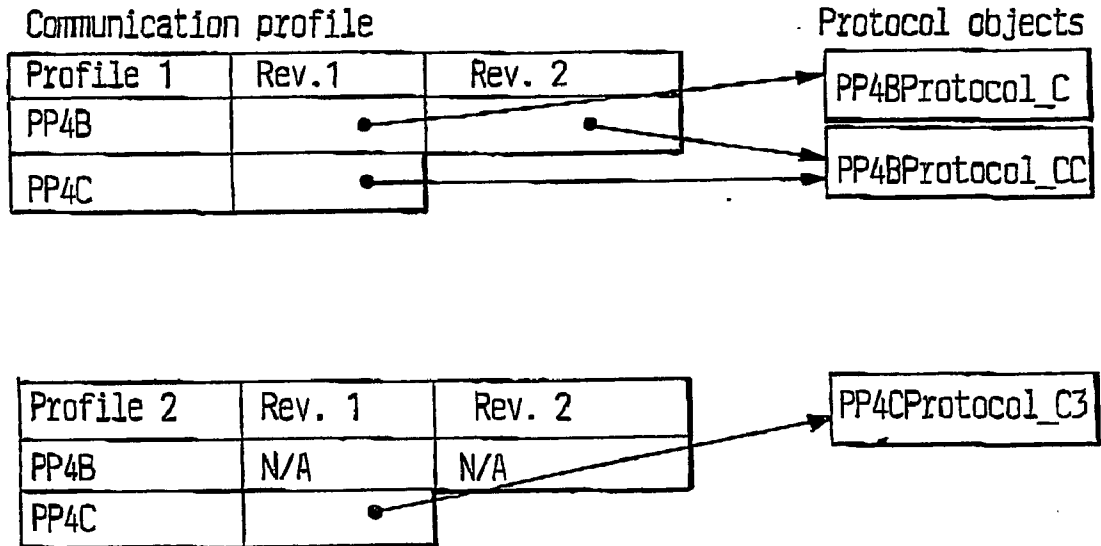 Communication profile
Protocol objects
Profile 1 Rev.1 Rev. 2
PP4BProtocol_C
PP4B
PP4BProtocol_CC
PP4C
Profile 2 Rev. 1 Rev. 2
PP4CProtocol_C3
PP4B N/A N/A
PP4C